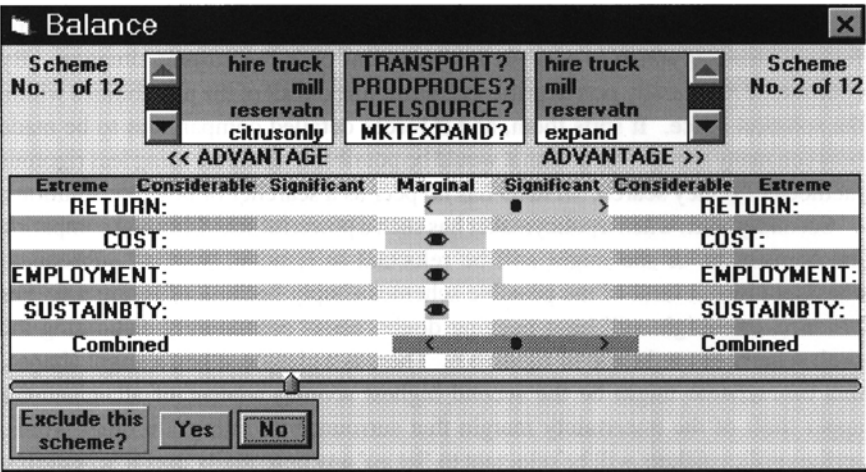 Balance
Scheme
No. 1 of 12
hire truck
mill
reservatn
citrusonly
TRANSPORT?
PRODPROCES?
FUELSOURCE?
MKTEXPAND?
hire truck
mill
reservatn
expand
Scheme
No. 2 of 12
<< ADVANTAGE
ADVANTAGE >>
Extreme Considerable Significant Marginal Significant Considerable Extreme
RETURN: RETURN:
COST: COST:
EMPLOYMENT: EMPLOYMENT:
SUSTAINBTY: SUSTAINBTY:
Combined Combined
Exclude this
scheme?
Yes
No